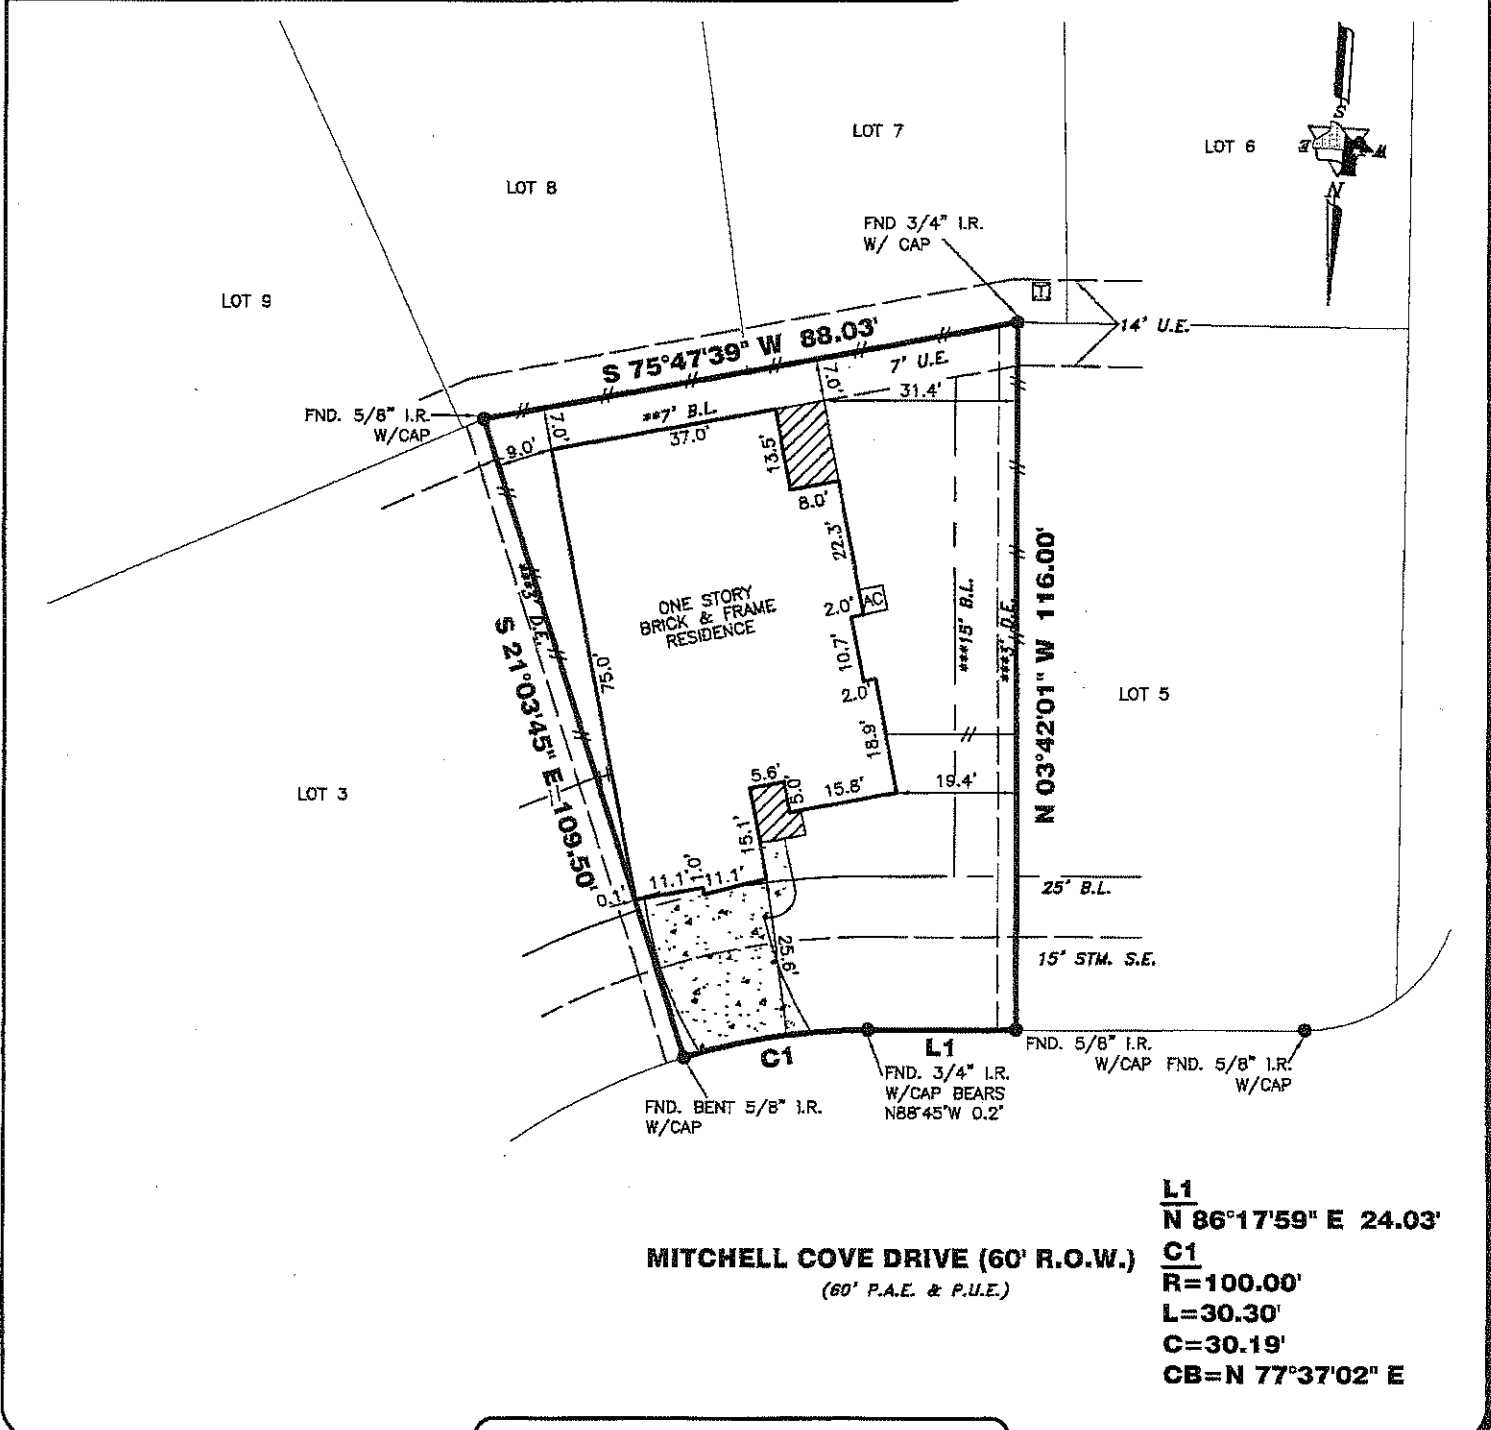 LOT 7
LOT 6
S
E
W
N
LOT 8
FND 3/4" I.R.
W/ CAP
LOT 9
T
14' U.E.
S 75°47'39" W 88.03'
7' U.E.
7.0'
31.4'
FND. 5/8" I.R.
W/CAP
**7' B.L.
7.0'
37.0'
9.0'
13.5'
8.0'
22.3'
ONE STORY
BRICK & FRAME
RESIDENCE
2.0'
AC
10.7'
2.0'
18.9'
75.0'
***15' B.L.
N 03°42'01" W 116.00'
LOT 5
S 21°03'45" E 109.50'
LOT 3
5.6'
5.0'
15.8'
19.4'
15.1'
11.1'
1.0'
11.1'
0.1'
25' B.L.
25.6'
15' STM. S.E.
C1
L1
FND. 5/8" I.R.
W/CAP
FND. 5/8" I.R.
W/CAP
FND. 3/4" I.R.
W/CAP BEARS
N88°45'W 0.2'
FND. BENT 5/8" I.R.
W/CAP
L1
N 86°17'59" E 24.03'
MITCHELL COVE DRIVE (60' R.O.W.)
(60' P.A.E. & P.U.E.)
C1
R=100.00'
L=30.30'
C=30.19'
CB=N 77°37'02" E